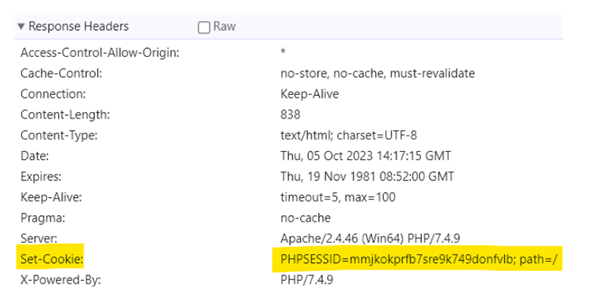 Response Headers Raw
Access-Control-Allow-Origin: *
Cache-Control: no-store, no-cache, must-revalidate
Connection: Keep-Alive
Content-Length: 838
Content-Type: text/html; charset=UTF-8
Date: Thu, 05 Oct 2023 14:17:15 GMT
Expires: Thu, 19 Nov 1981 08:52:00 GMT
Keep-Alive: timeout=5, max=100
Pragma: no-cache
Server: Apache/2.4.46 (Win64) PHP/7.4.9
Set-Cookie: PHPSESSID=mmjkokprfb7sre9k749donfvlb; path=/
X-Powered-By: PHP/7.4.9